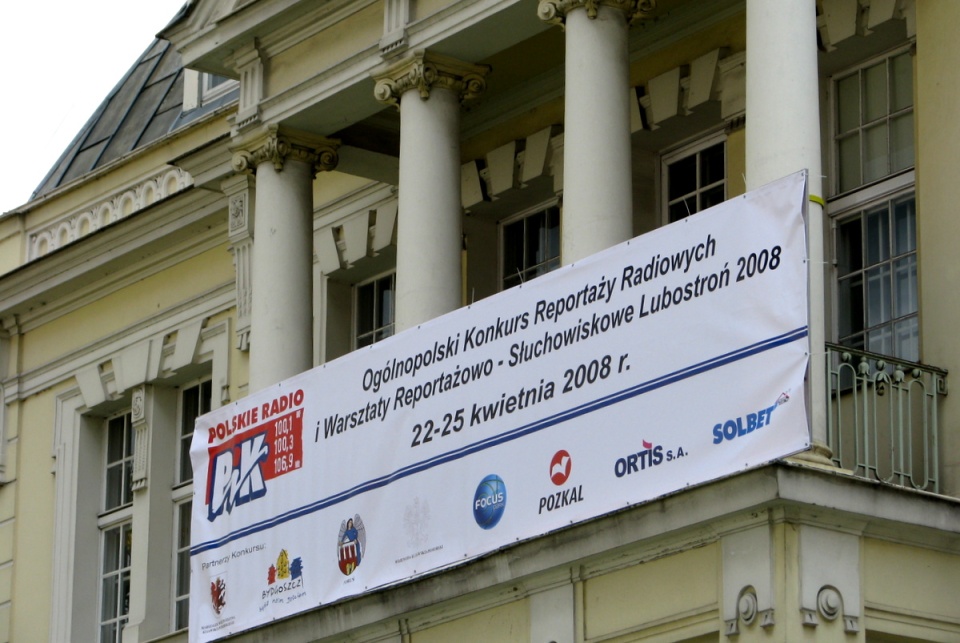 Ogólnopolski Konkurs Reportaży Radiowych
i Warsztaty Reportażowo - Słuchowiskowe Lubostroń 2008
22-25 kwietnia 2008 r.
POLSKIE RADIO
PiK
100,1
100,3
106,9
Partnerzy Konkursu:
BYDGOSZCZ
FOCUS
POZKAL
ORTIS S.A.
SOLBET